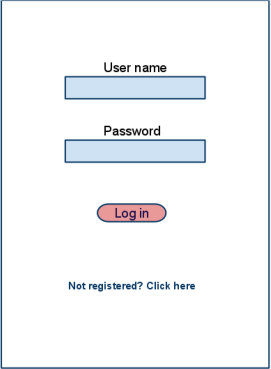 User name
Password
Log in
Not registered? Click here